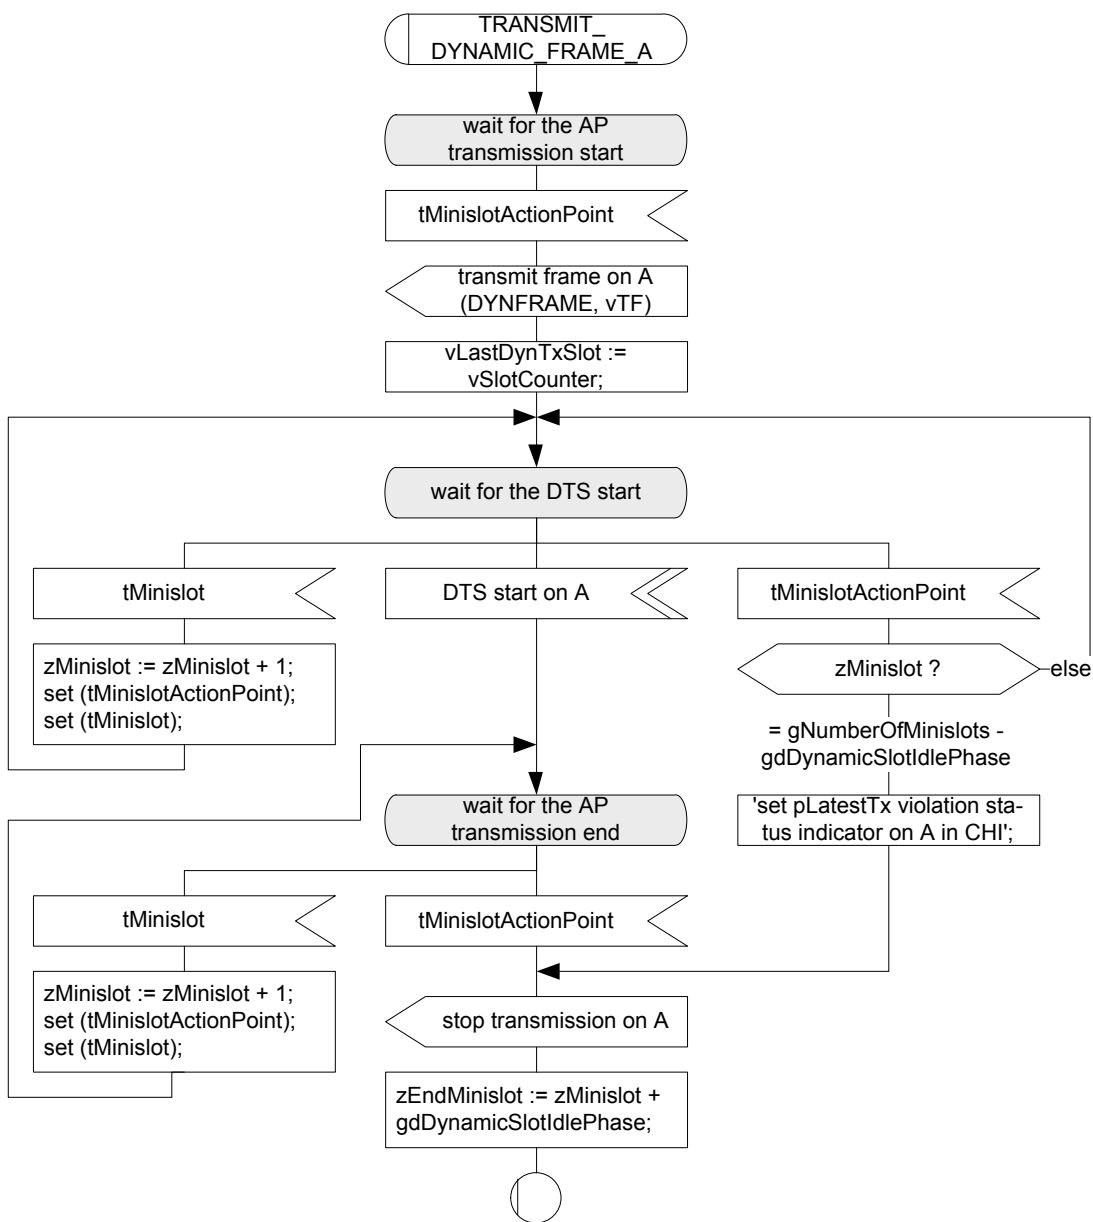 TRANSMIT_
DYNAMIC_FRAME_A
wait for the AP
transmission start
tMinislotActionPoint
transmit frame on A
(DYNFRAME, vTF)
vLastDynTxSlot :=
vSlotCounter;
wait for the DTS start
tMinislot
DTS start on A
tMinislotActionPoint
zMinislot := zMinislot + 1;
set (tMinislotActionPoint);
set (tMinislot);
zMinislot ?
else
= gNumberOfMinislots -
gdDynamicSlotIdlePhase
'set pLatestTx violation sta-
tus indicator on A in CHI';
wait for the AP
transmission end
tMinislot
tMinislotActionPoint
zMinislot := zMinislot + 1;
set (tMinislotActionPoint);
set (tMinislot);
stop transmission on A
zEndMinislot := zMinislot +
gdDynamicSlotIdlePhase;